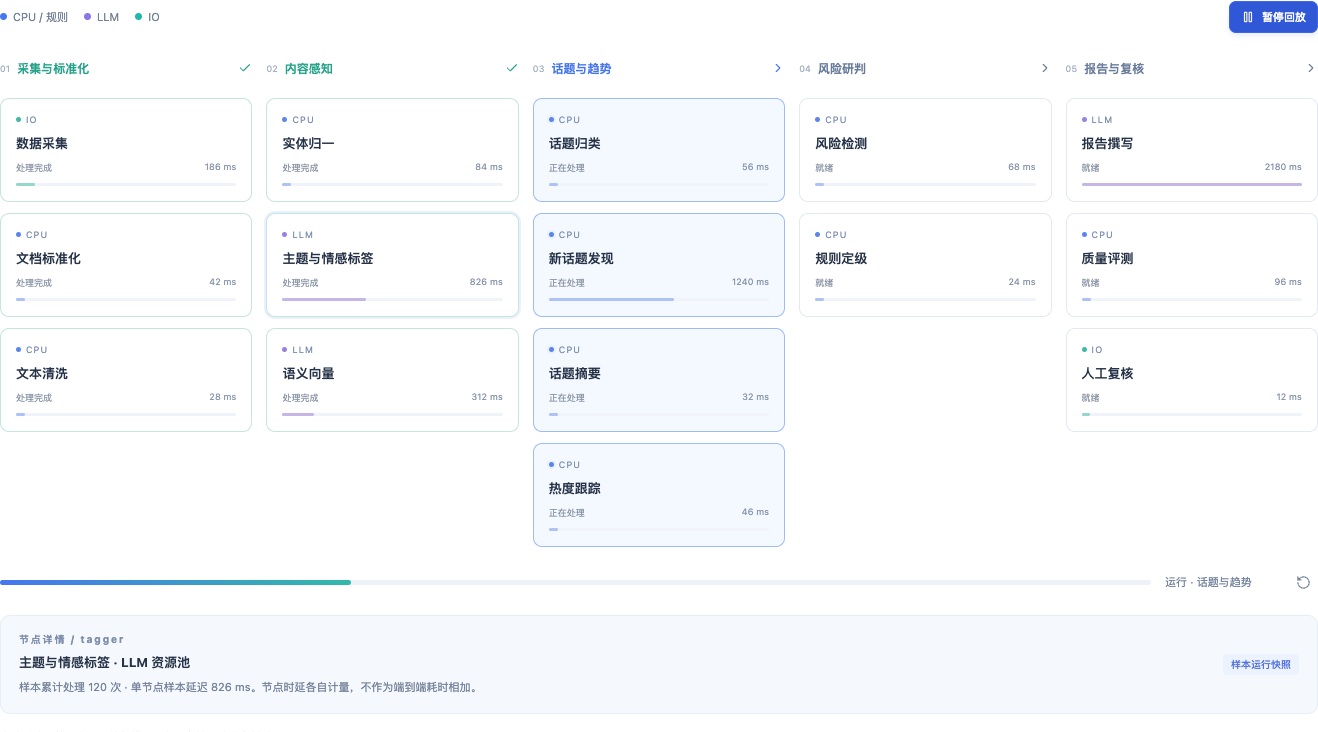 CPU / 规则 LLM IO
暂停回放
01 采集与标准化
02 内容感知
03 话题与趋势
04 风险研判
05 报告与复核
IO
数据采集
处理完成 186 ms
CPU
文档标准化
处理完成 42 ms
CPU
文本清洗
处理完成 28 ms
CPU
实体归一
处理完成 84 ms
LLM
主题与情感标签
处理完成 826 ms
LLM
语义向量
处理完成 312 ms
CPU
话题归类
正在处理 56 ms
CPU
新话题发现
正在处理 1240 ms
CPU
话题摘要
正在处理 32 ms
CPU
热度跟踪
正在处理 46 ms
CPU
风险检测
就绪 68 ms
CPU
规则定级
就绪 24 ms
LLM
报告撰写
就绪 2180 ms
CPU
质量评测
就绪 96 ms
IO
人工复核
就绪 12 ms
运行 · 话题与趋势
节点详情 / tagger
主题与情感标签 · LLM 资源池
样本累计处理 120 次 · 单节点样本延迟 826 ms。节点时延各自计量，不作为端到端耗时相加。
样本运行快照